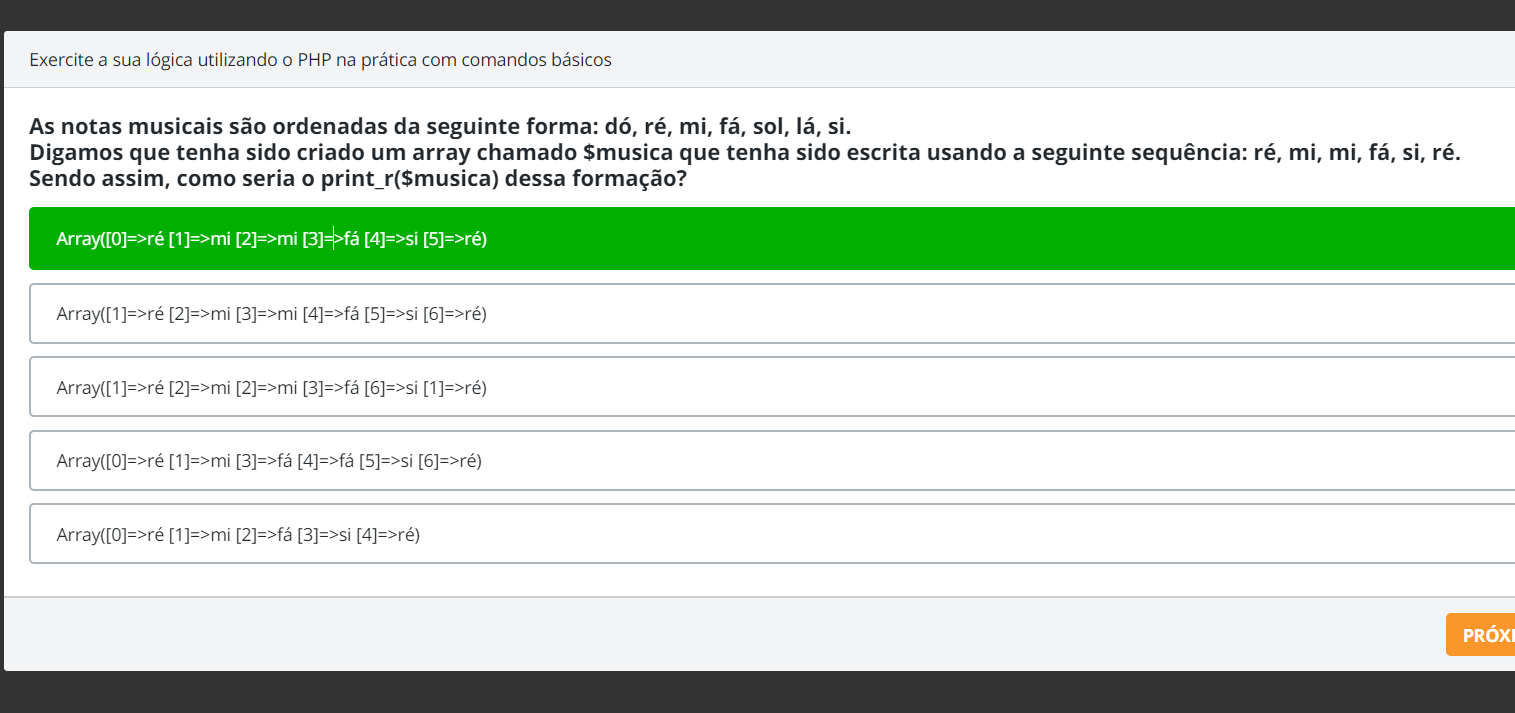 Exercite a sua lógica utilizando o PHP na prática com comandos básicos
As notas musicais são ordenadas da seguinte forma: dó, ré, mi, fá, sol, lá, si.
Digamos que tenha sido criado um array chamado $musica que tenha sido escrita usando a seguinte sequência: ré, mi, mi, fá, si, ré.
Sendo assim, como seria o print_r($musica) dessa formação?
Array([0]=>ré [1]=>mi [2]=>mi [3]=>fá [4]=>si [5]=>ré)
Array([1]=>ré [2]=>mi [3]=>mi [4]=>fá [5]=>si [6]=>ré)
Array([1]=>ré [2]=>mi [2]=>mi [3]=>fá [6]=>si [1]=>ré)
Array([0]=>ré [1]=>mi [3]=>fá [4]=>fá [5]=>si [6]=>ré)
Array([0]=>ré [1]=>mi [2]=>fá [3]=>si [4]=>ré)